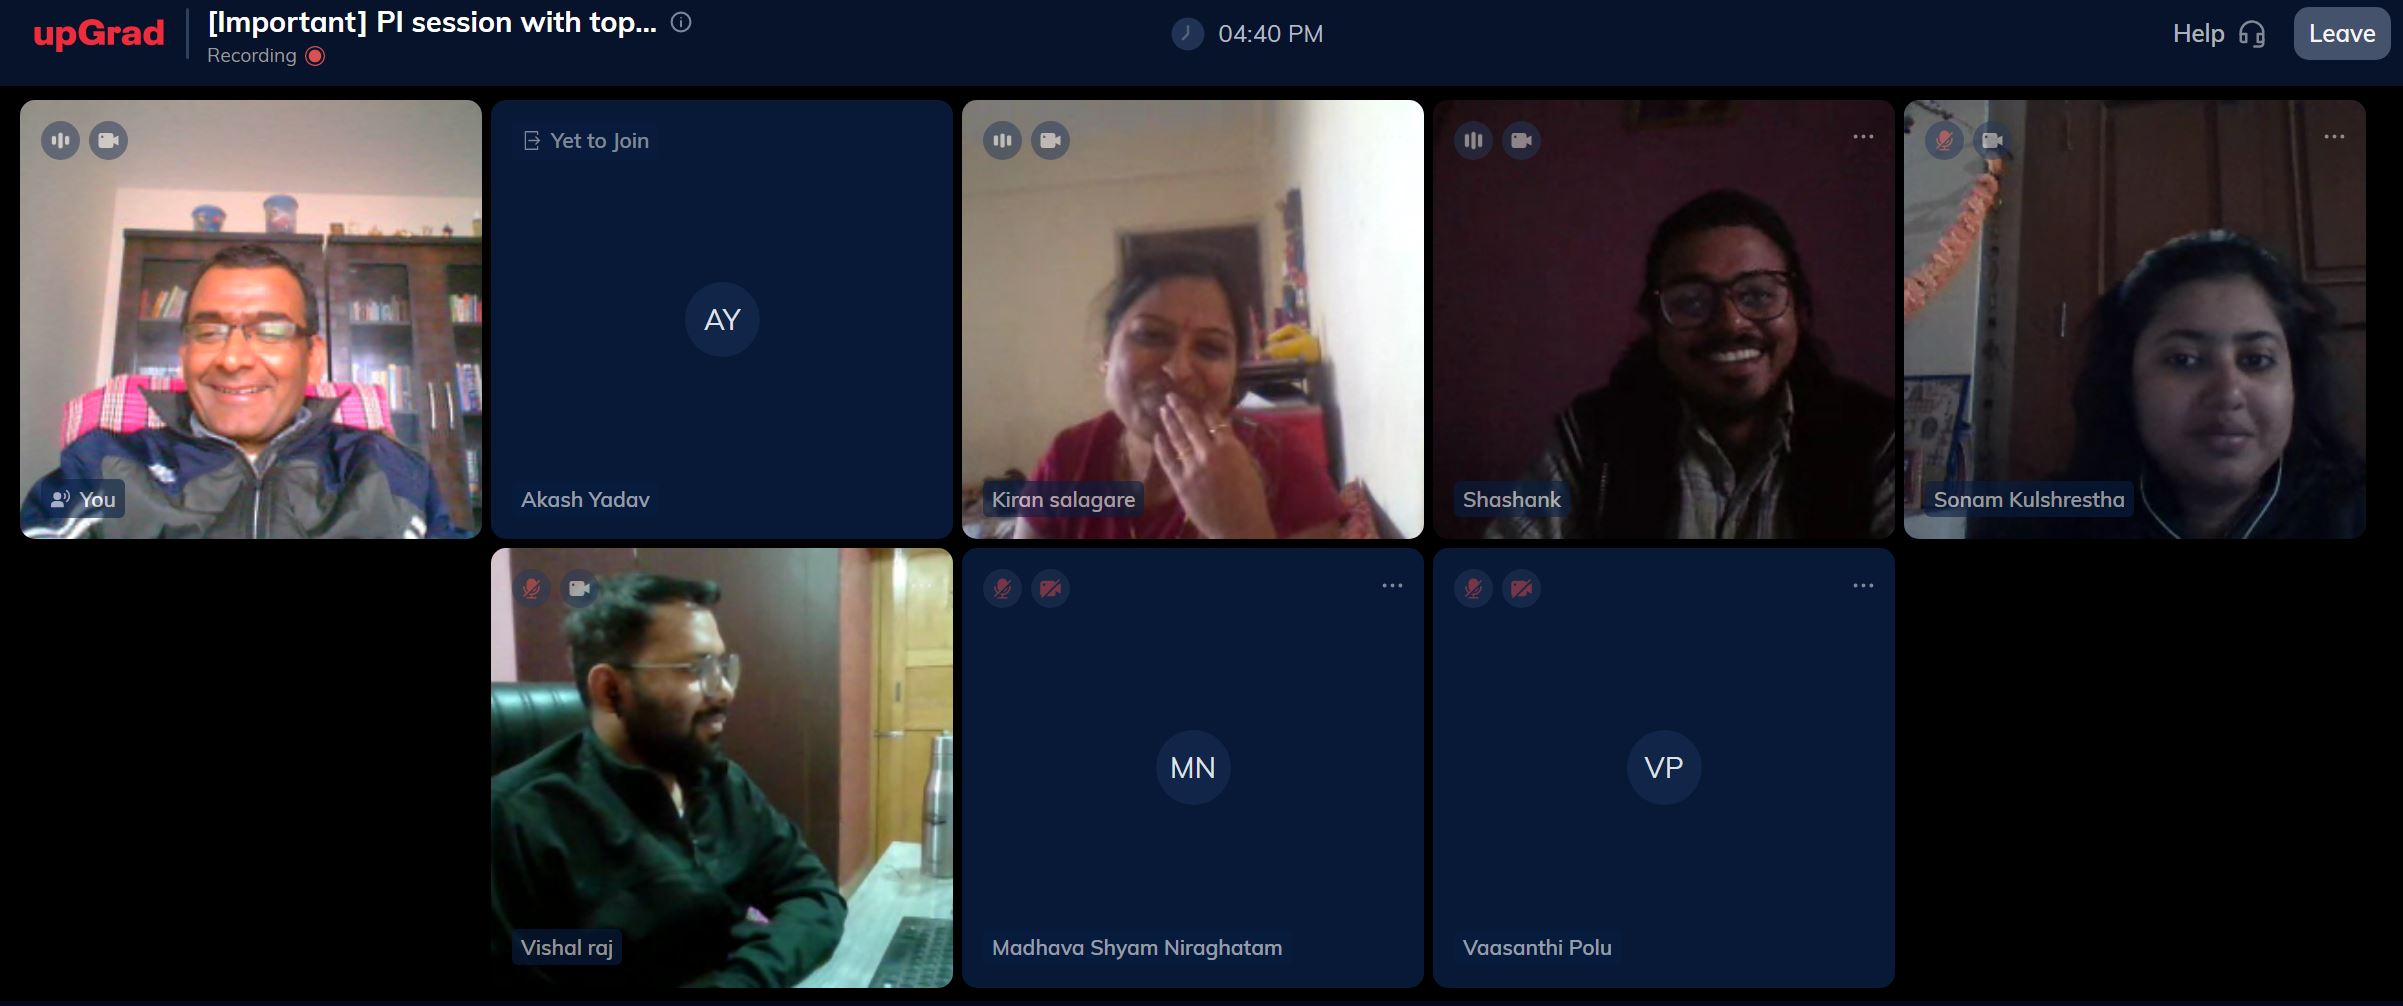 upGrad
[Important] PI session with top...
Recording
04:40 PM
Help
Leave
You
Yet to Join
AY
Akash Yadav
Kiran salagare
Shashank
Sonam Kulshrestha
Vishal raj
MN
Madhava Shyam Niraghatam
VP
Vaasanthi Polu